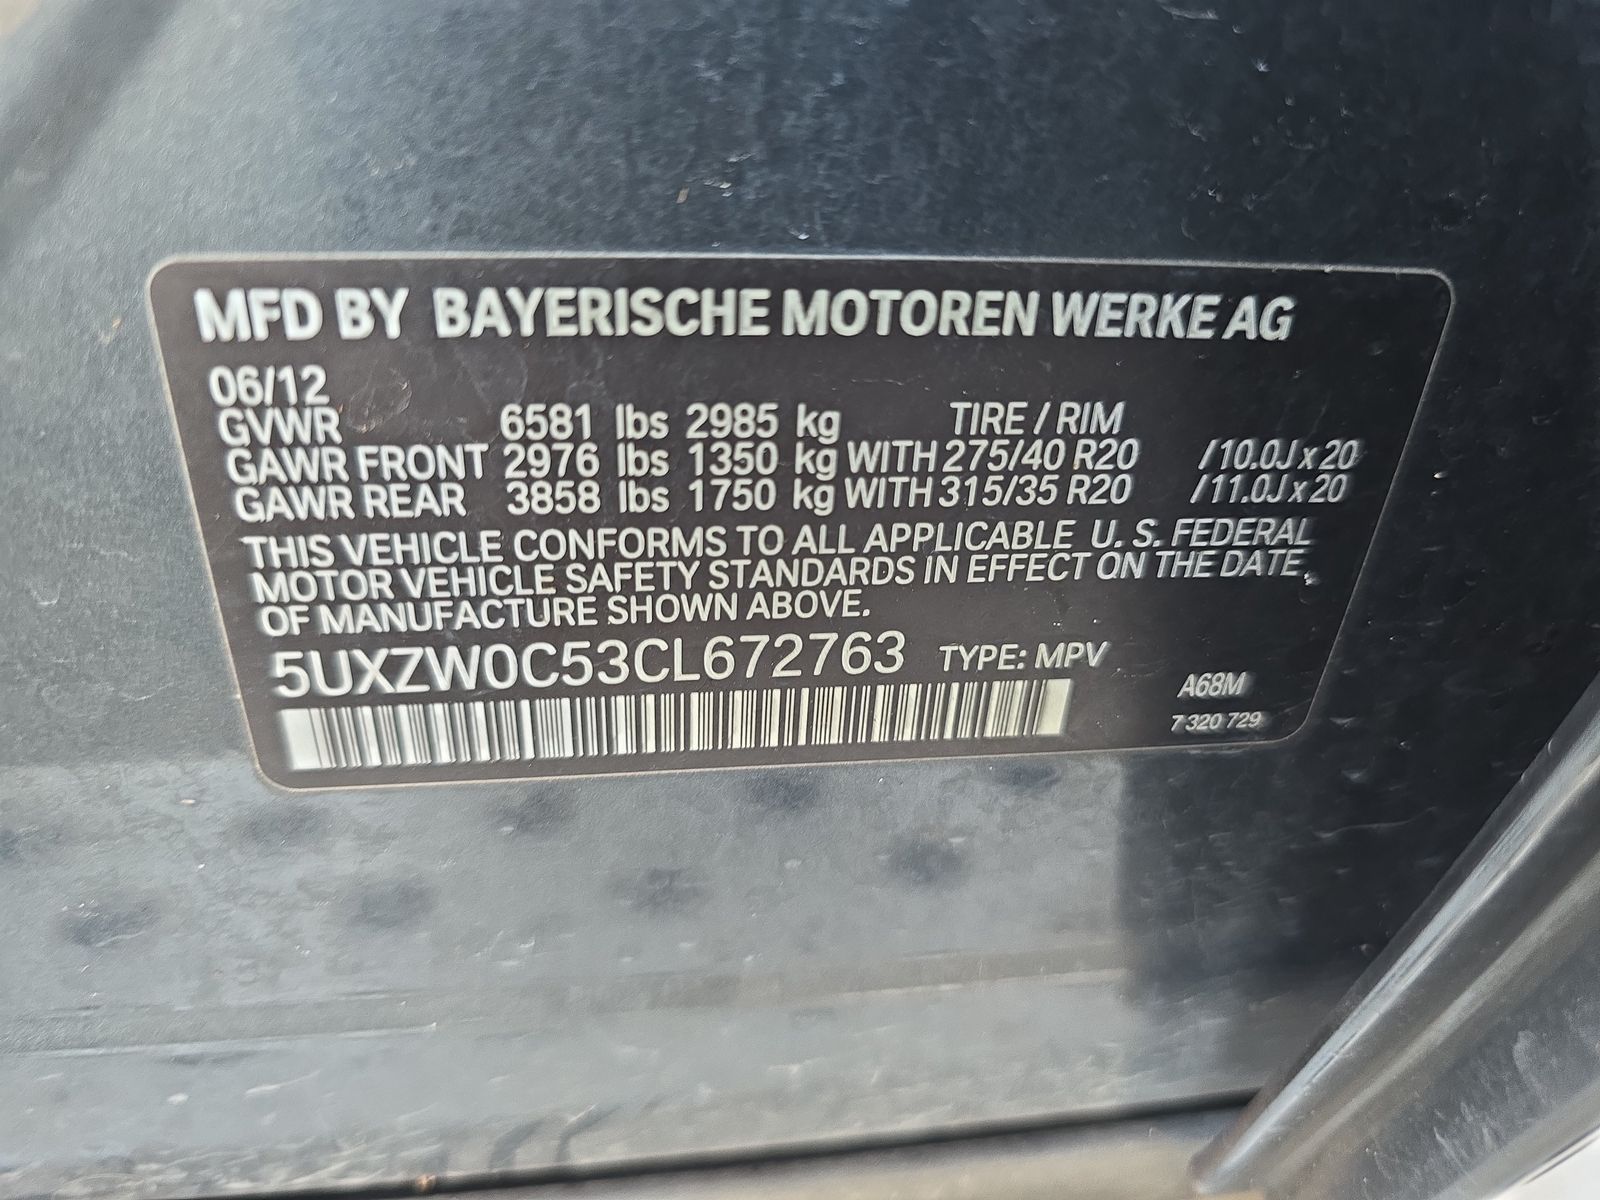 MFD BY BAYERISCHE MOTOREN WERKE AG
06/12
GVWR 6581 lbs 2985 kg TIRE / RIM
GAWR FRONT 2976 lbs 1350 kg WITH 275/40 R20 /10.0J x 20
GAWR REAR 3858 lbs 1750 kg WITH 315/35 R20 /11.0J x 20
THIS VEHICLE CONFORMS TO ALL APPLICABLE U. S. FEDERAL
MOTOR VEHICLE SAFETY STANDARDS IN EFFECT ON THE DATE
OF MANUFACTURE SHOWN ABOVE.
5UXZW0C53CL672763 TYPE: MPV
A68M
7 320 729